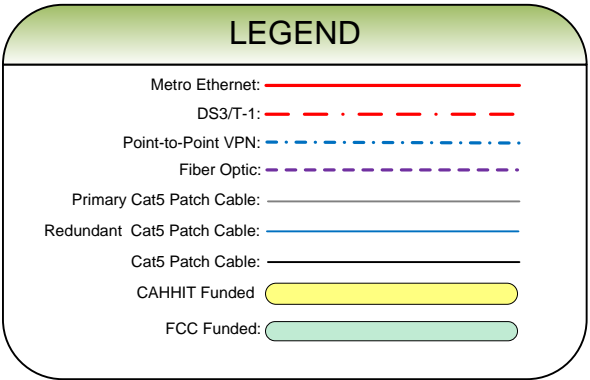 LEGEND
Metro Ethernet:
DS3/T-1:
Point-to-Point VPN:
Fiber Optic:
Primary Cat5 Patch Cable:
Redundant Cat5 Patch Cable:
Cat5 Patch Cable:
CAHHIT Funded
FCC Funded: